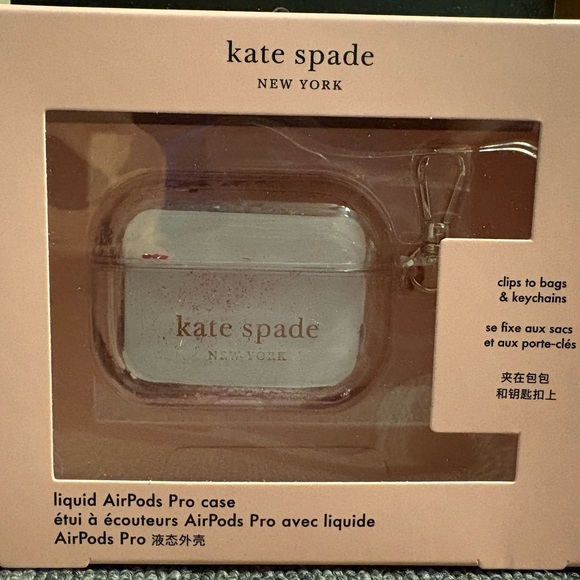 kate spade
NEW YORK
kate spade
NEW YORK
clips to bags
& keychains
se fixe aux sacs
et aux porte-clés
夹在包包
和钥匙扣上
liquid AirPods Pro case
étui à écouteurs AirPods Pro avec liquide
AirPods Pro 液态外壳